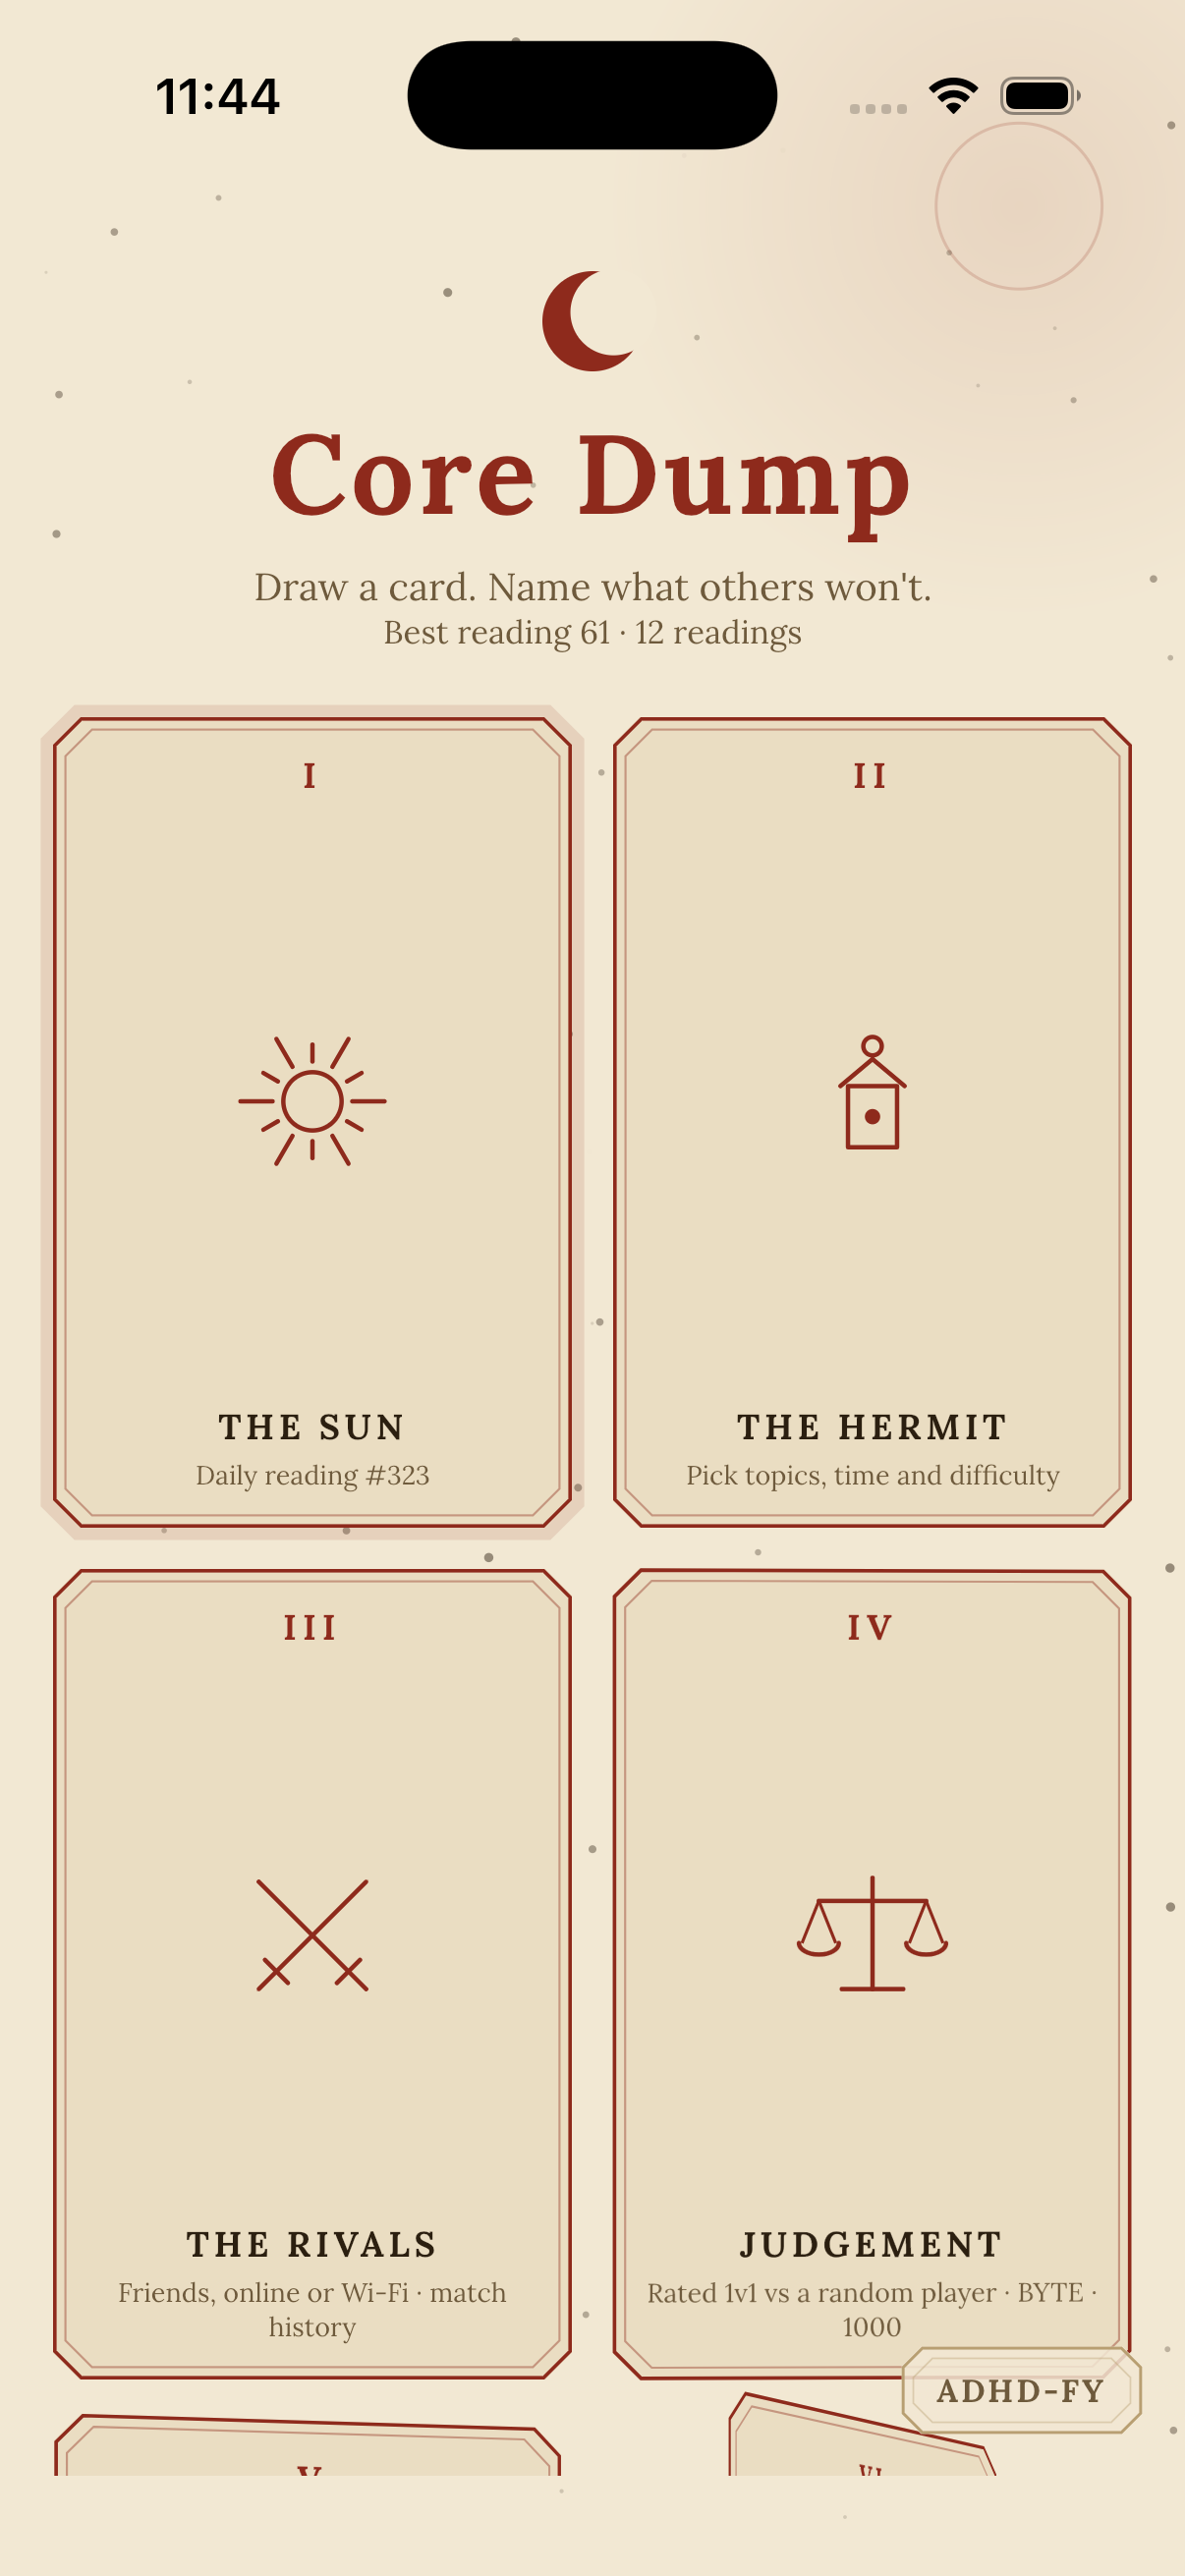 11:44
Core Dump
Draw a card. Name what others won't.
Best reading 61 · 12 readings
I
II
THE SUN
Daily reading #323
THE HERMIT
Pick topics, time and difficulty
III
IV
THE RIVALS
Friends, online or Wi-Fi · match
history
JUDGEMENT
Rated 1v1 vs a random player · BYTE ·
1000
ADHD-FY
V
VI